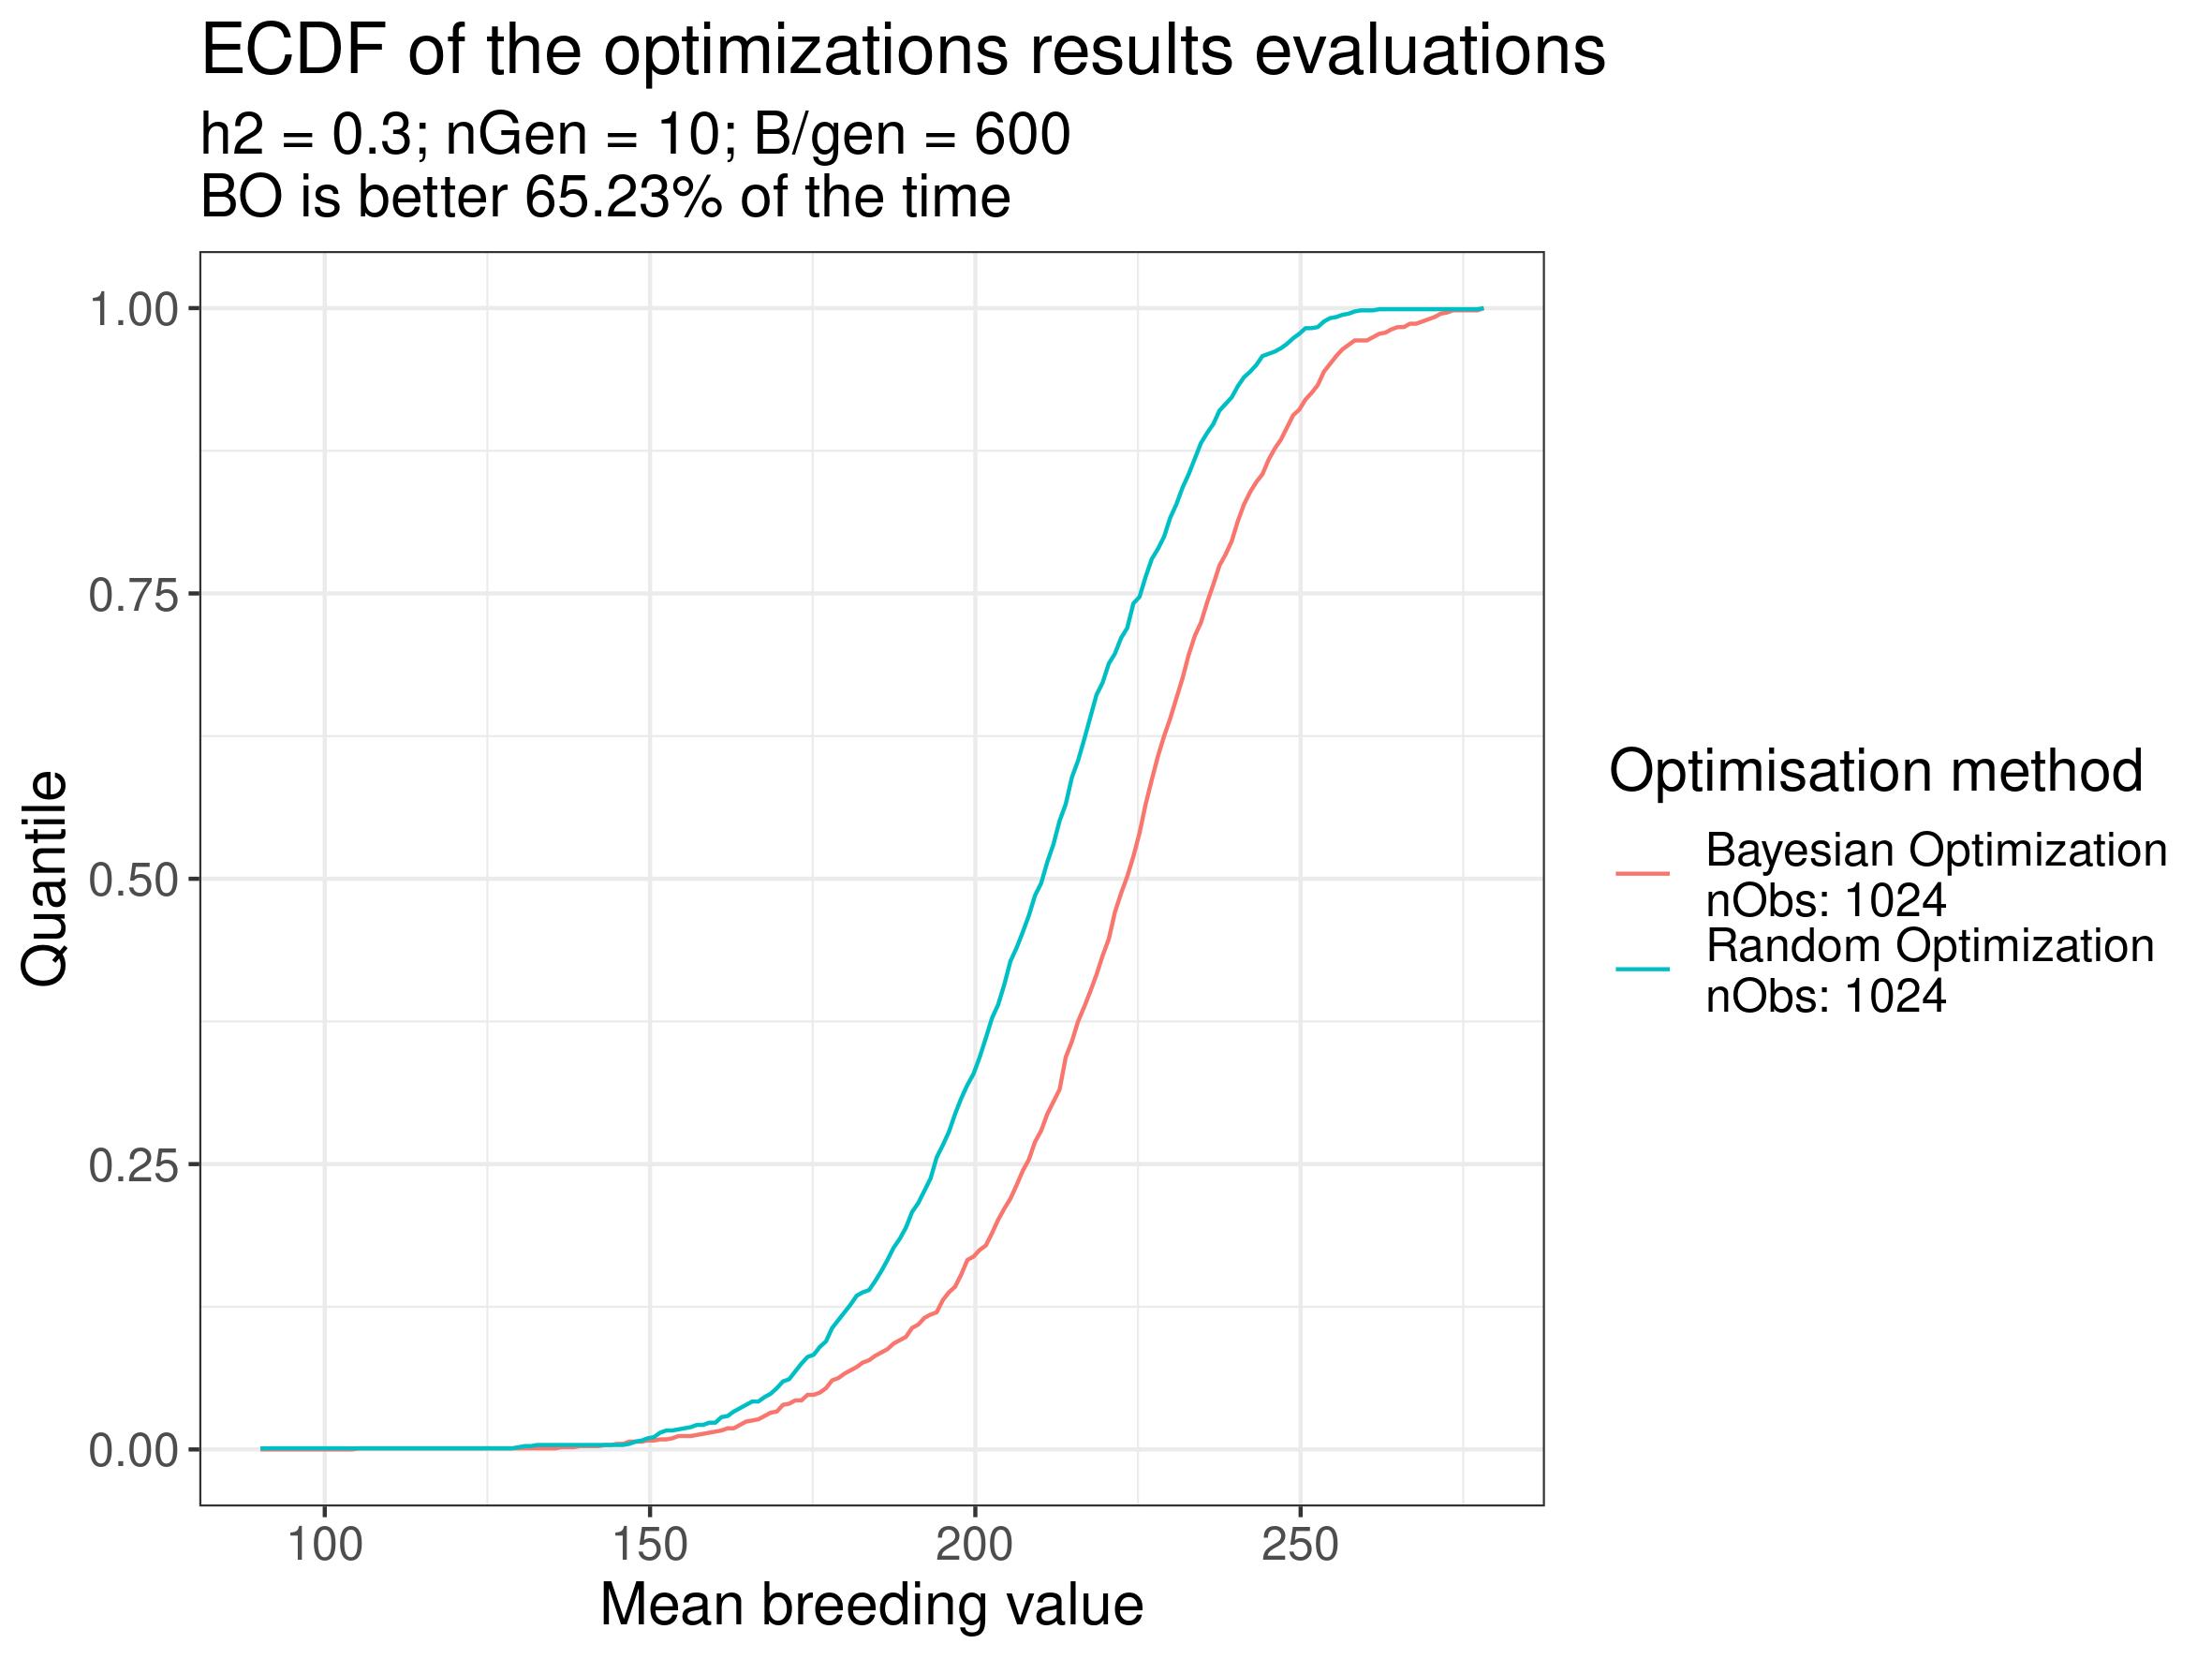 ECDF of the optimizations results evaluations
h2 = 0.3; nGen = 10; B/gen = 600
BO is better 65.23% of the time
1.00
0.75
0.50
0.25
0.00
Quantile
100
150
200
250
Mean breeding value
Optimisation method
Bayesian Optimization
nObs: 1024
Random Optimization
nObs: 1024